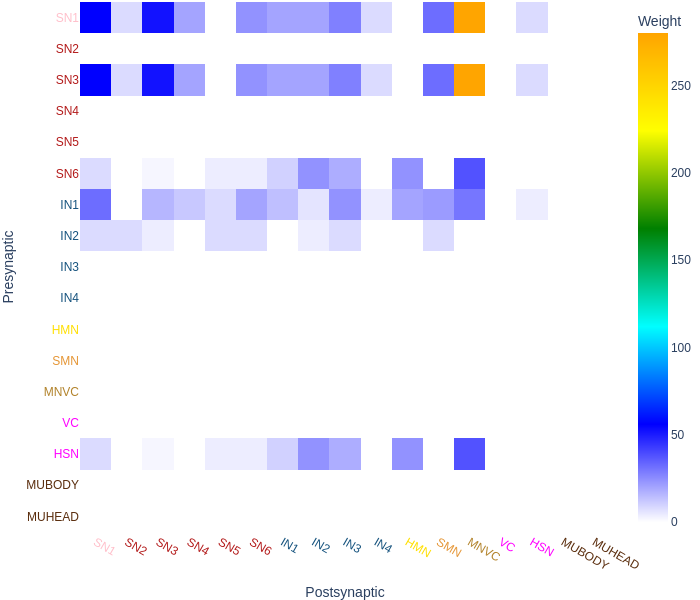 Weight
SN1
SN2
SN3
SN4
SN5
SN6
IN1
IN2
IN3
IN4
HMN
SMN
MNVC
VC
HSN
MUBODY
MUHEAD
Presynaptic
250
200
150
100
50
0
SN1 SN2 SN3 SN4 SN5 SN6 IN1 IN2 IN3 IN4 HMN SMN MNVC VC HSN MUBODY MUHEAD
Postsynaptic